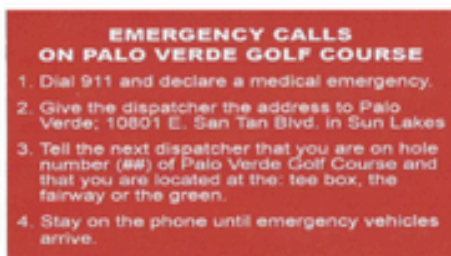 EMERGENCY CALLS
ON PALO VERDE GOLF COURSE
1. Dial 911 and declare a medical emergency.
2. Give the dispatcher the address to Palo
Verde; 10801 E. San Tan Blvd. in Sun Lakes
3. Tell the next dispatcher that you are on hole
number (##) of Palo Verde Golf Course and
that you are located at the: tee box, the
fairway or the green.
4. Stay on the phone until emergency vehicles
arrive.